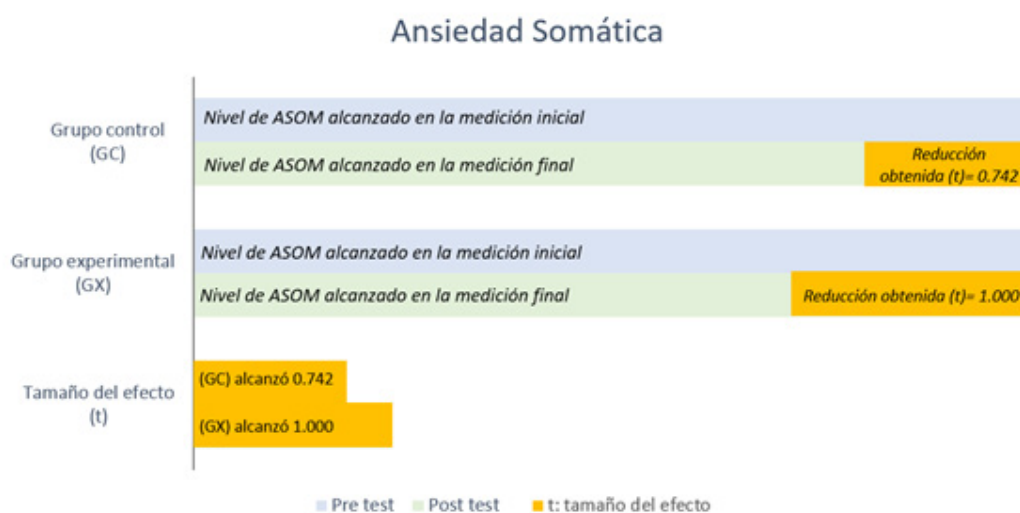 Ansiedad Somática
Grupo control
(GC)
Nivel de ASOM alcanzado en la medición inicial
Nivel de ASOM alcanzado en la medición final
Reducción
obtenida (t)= 0.742
Grupo experimental
(GX)
Nivel de ASOM alcanzado en la medición inicial
Nivel de ASOM alcanzado en la medición final
Reducción obtenida (t)= 1.000
Tamaño del efecto
(t)
(GC) alcanzó 0.742
(GX) alcanzó 1.000
Pre test
Post test
t: tamaño del efecto